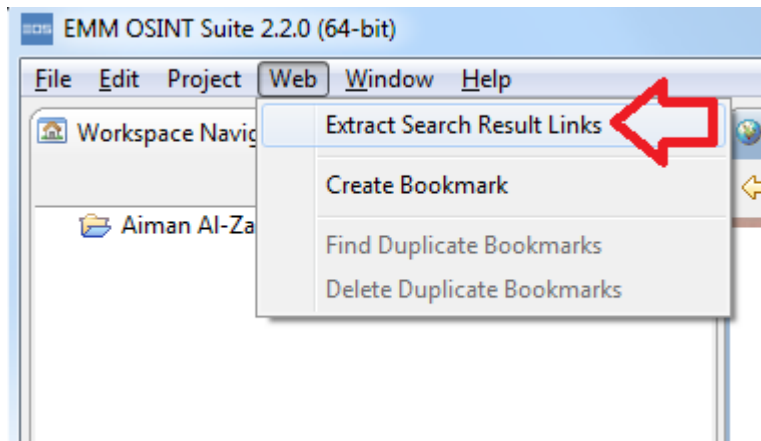 EMM OSINT Suite 2.2.0 (64-bit)
File Edit Project Web Window Help
Workspace Navig
Extract Search Result Links
Create Bookmark
Aiman Al-Za
Find Duplicate Bookmarks
Delete Duplicate Bookmarks